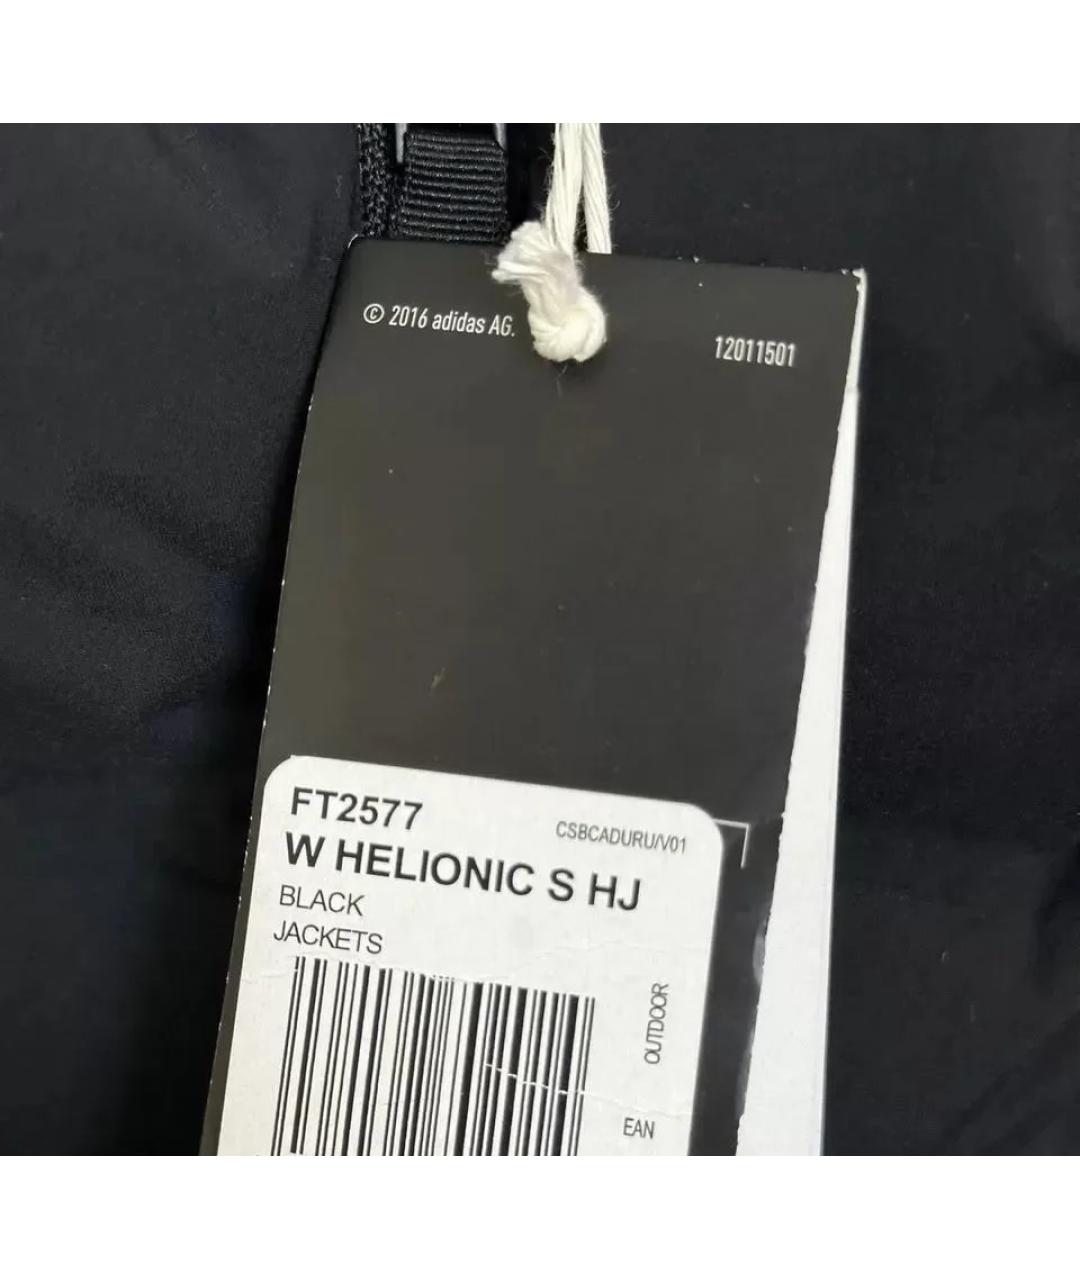 © 2016 adidas AG.
12011501
FT2577
CSBCADURU/V01
W HELIONIC S HJ
BLACK
JACKETS
OUTDOOR
EAN